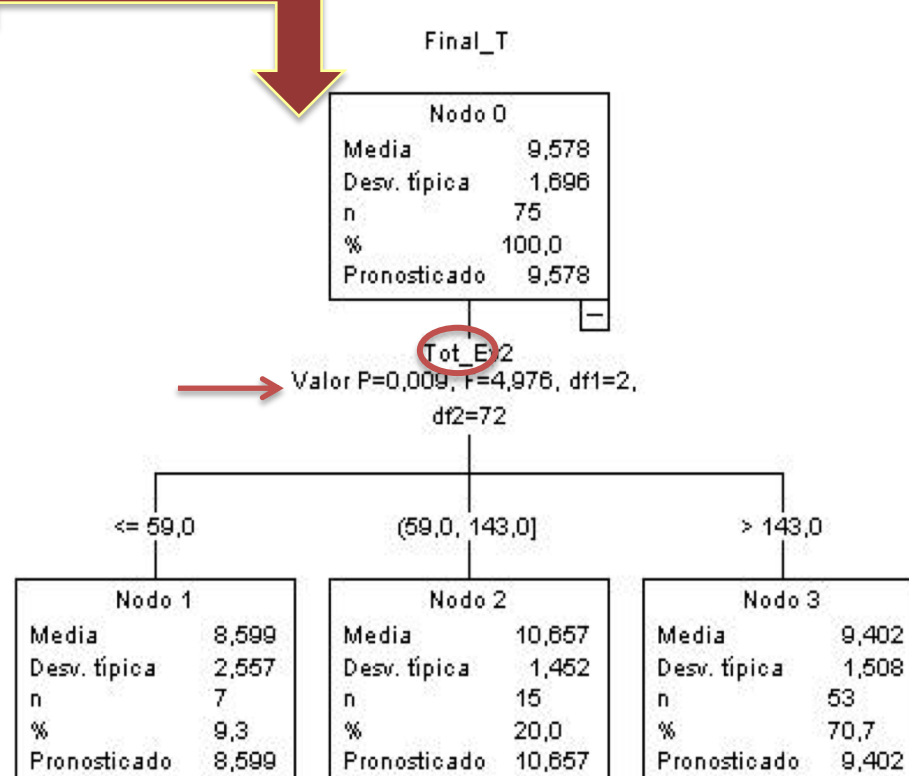 Final_T
Nodo 0
Media 9,578
Desv. típica 1,696
n 75
% 100,0
Pronosticado 9,578
Tot_Ev2
Valor P=0,009, F=4,976, df1=2,
df2=72
<= 59,0 (59,0, 143,0] > 143,0
Nodo 1
Media 8,599
Desv. típica 2,557
n 7
% 9,3
Pronosticado 8,599
Nodo 2
Media 10,657
Desv. típica 1,452
n 15
% 20,0
Pronosticado 10,657
Nodo 3
Media 9,402
Desv. típica 1,508
n 53
% 70,7
Pronosticado 9,402